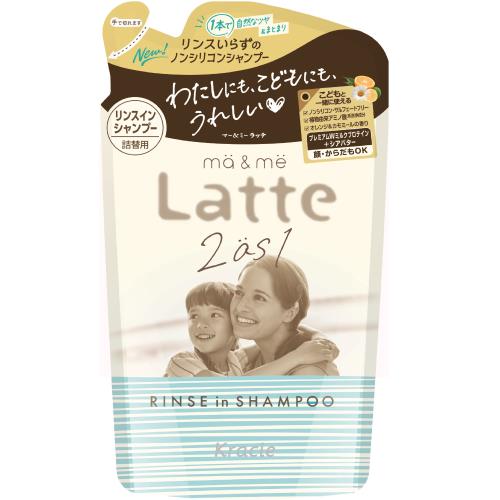 手で切れます
New!
1本で自然なツヤ&まとまり
リンスいらずの
ノンシリコンシャンプー
わたしにも、こどもにも、
うれしい
マー&ミー ラッテ
こどもと
一緒に使える
ノンシリコン・サルフェートフリー
オレンジ&カモミールの香り
プレミアムWミルクプロテイン
+シアバター
顔・からだもOK
リンスイン
シャンプー
詰替用
mä & më
Latte
2 äs 1
RINSE in SHAMPOO
Kracie